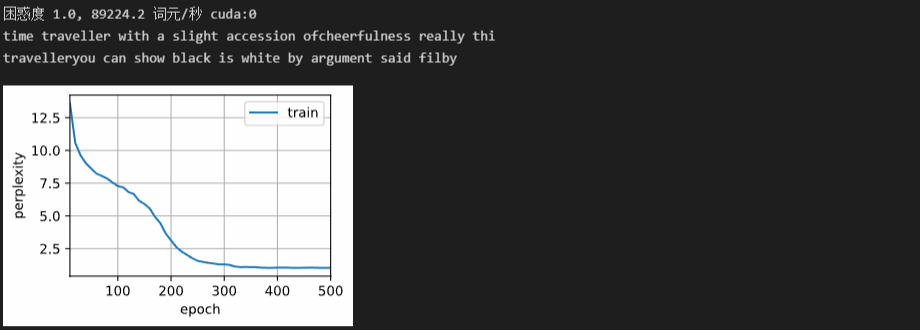 困惑度 1.0, 89224.2 词元/秒 cuda:0
time traveller with a slight accession ofcheerfulness really thi
travelleryou can show black is white by argument said filby
train
12.5
10.0
7.5
5.0
2.5
perplexity
100 200 300 400 500
epoch